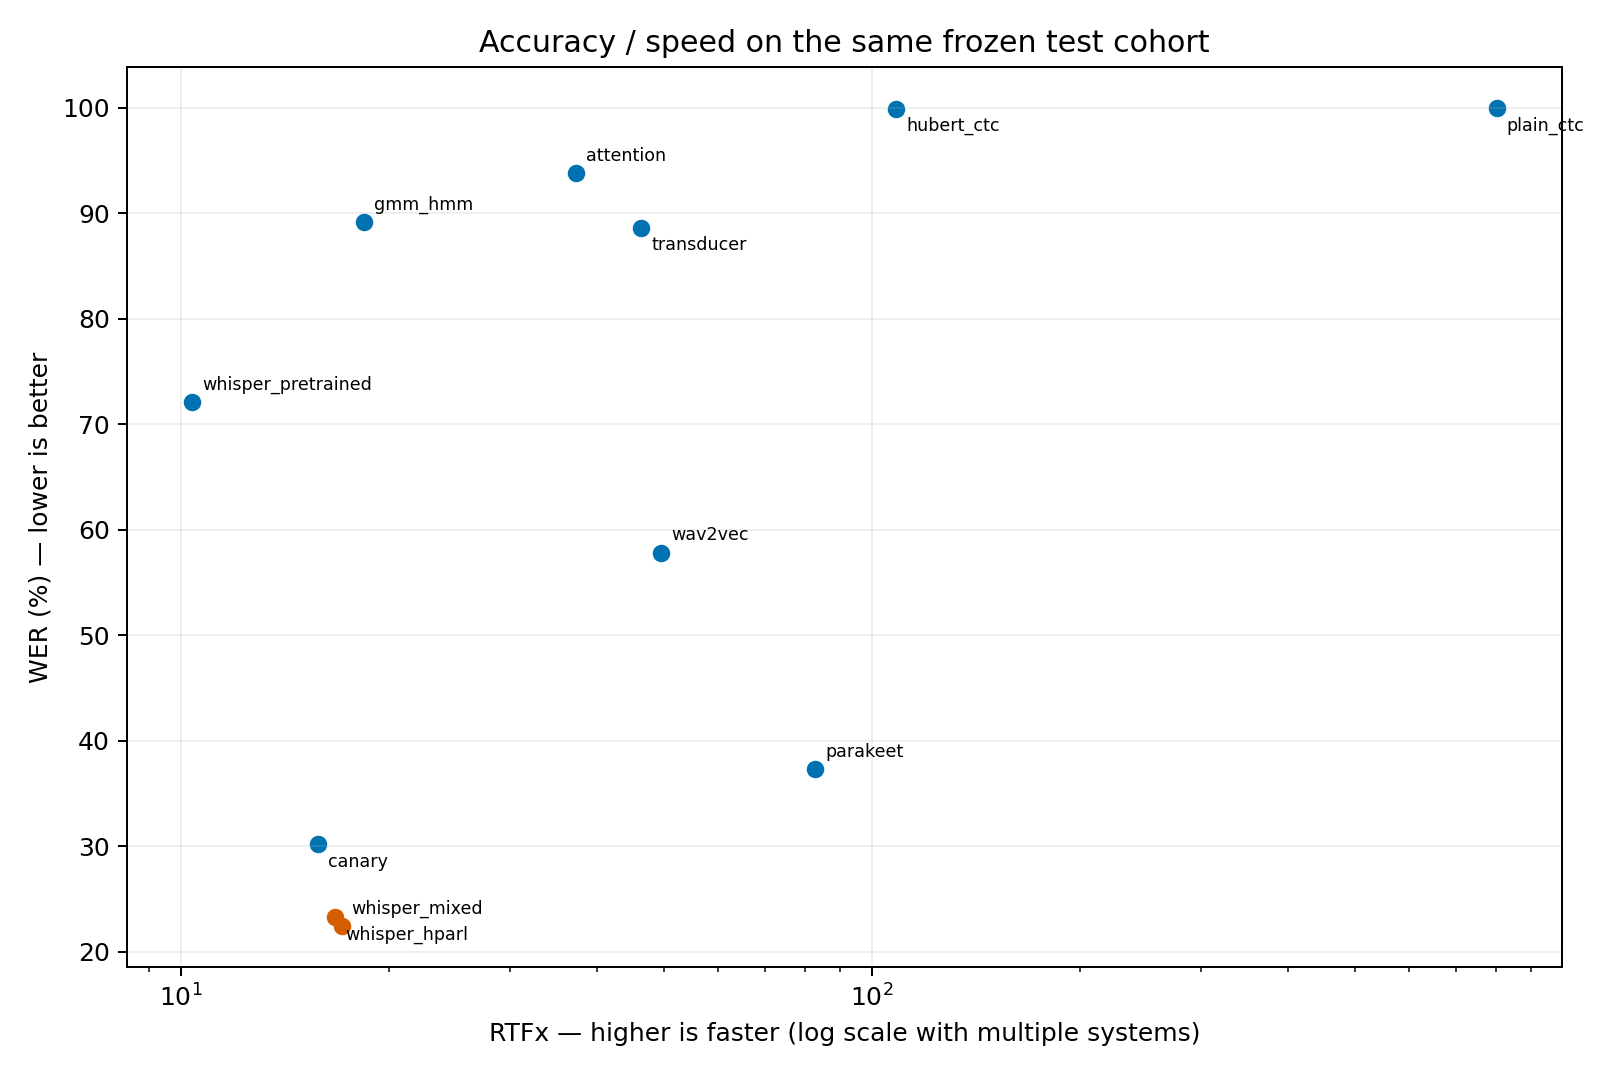 Accuracy / speed on the same frozen test cohort
100
90
80
70
60
50
40
30
20
WER (%) — lower is better
hubert_ctc
plain_ctc
attention
gmm_hmm
transducer
whisper_pretrained
wav2vec
parakeet
canary
whisper_mixed
whisper_hparl
10¹
10²
RTFx — higher is faster (log scale with multiple systems)